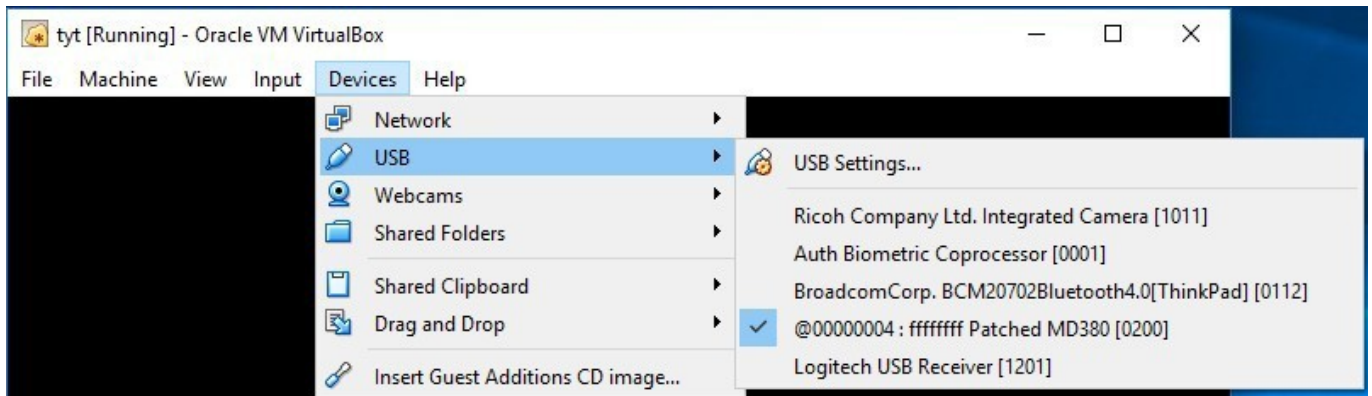 tyt [Running] - Oracle VM VirtualBox
File Machine View Input Devices Help
Network
USB
Webcams
Shared Folders
Shared Clipboard
Drag and Drop
Insert Guest Additions CD image...
USB Settings...
Ricoh Company Ltd. Integrated Camera [1011]
Auth Biometric Coprocessor [0001]
BroadcomCorp. BCM20702Bluetooth4.0[ThinkPad] [0112]
@00000004 : ffffffff Patched MD380 [0200]
Logitech USB Receiver [1201]